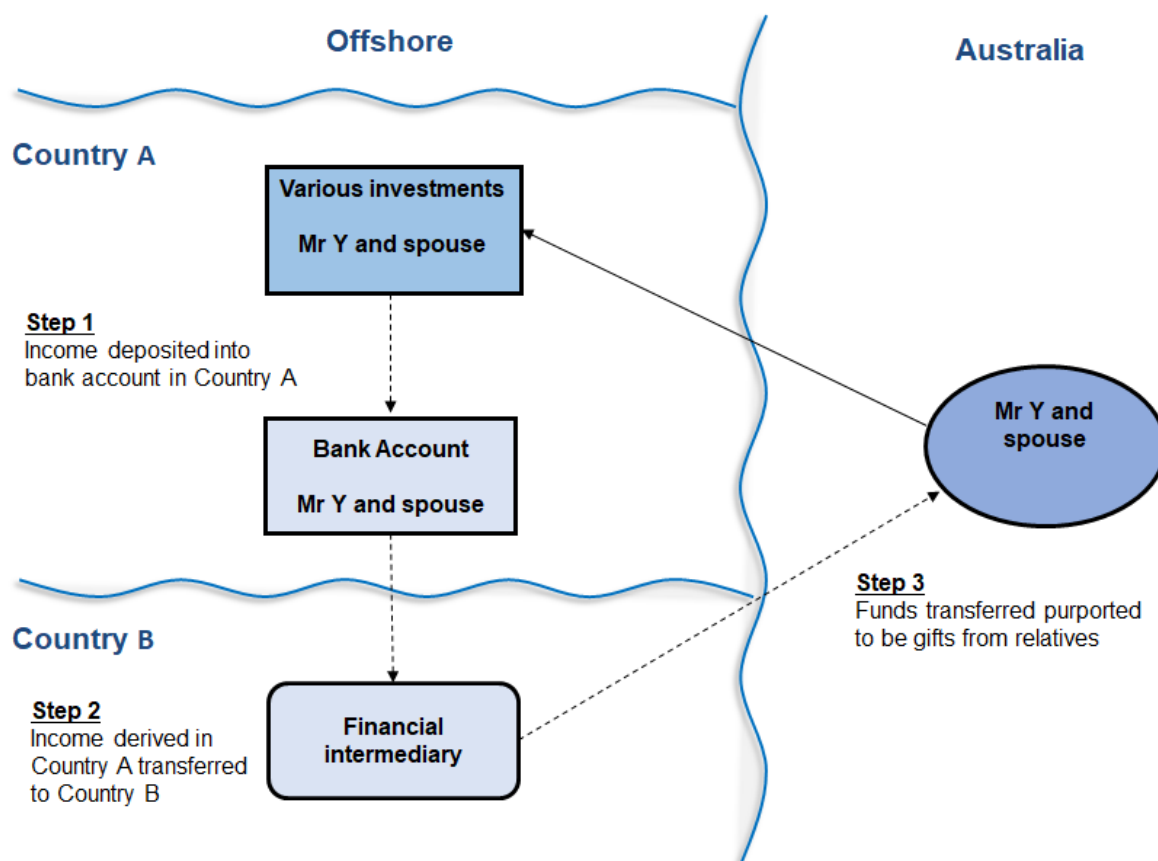 Offshore
Australia
Country A
Various investments
Mr Y and spouse
Step 1
Income deposited into
bank account in Country A
Bank Account
Mr Y and spouse
Mr Y and
spouse
Step 3
Funds transferred purported
to be gifts from relatives
Country B
Step 2
Income derived in
Country A transferred
to Country B
Financial
intermediary